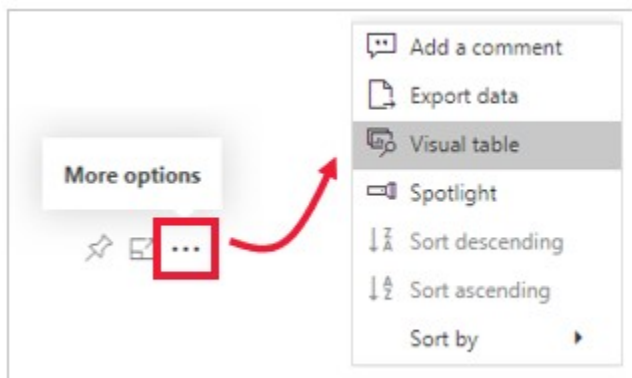 More options
Add a comment
Export data
Visual table
Spotlight
Sort descending
Sort ascending
Sort by